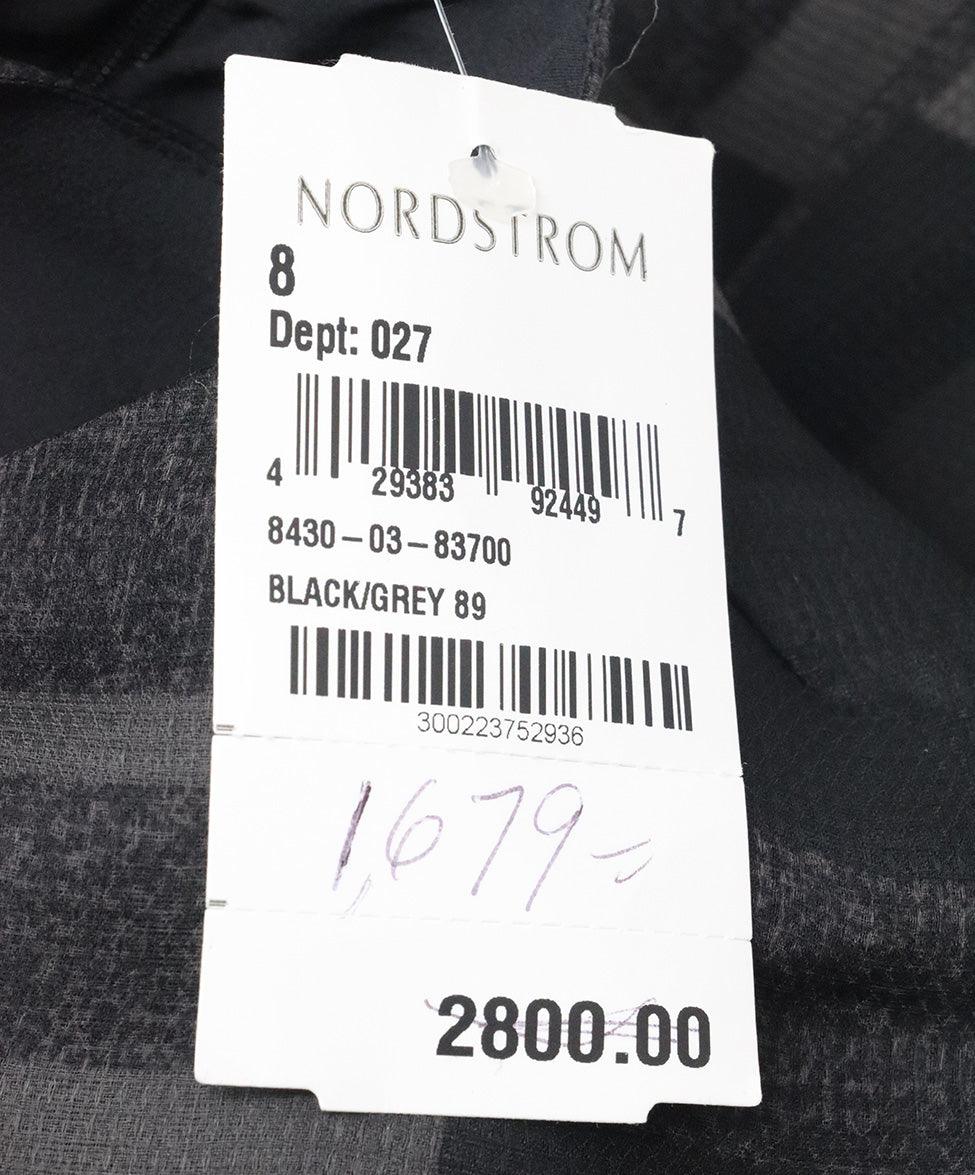 NORDSTROM
8
Dept: 027
4 29383 92449 7
8430-03-83700
BLACK/GREY 89
300223752936
1,679-
2800.00